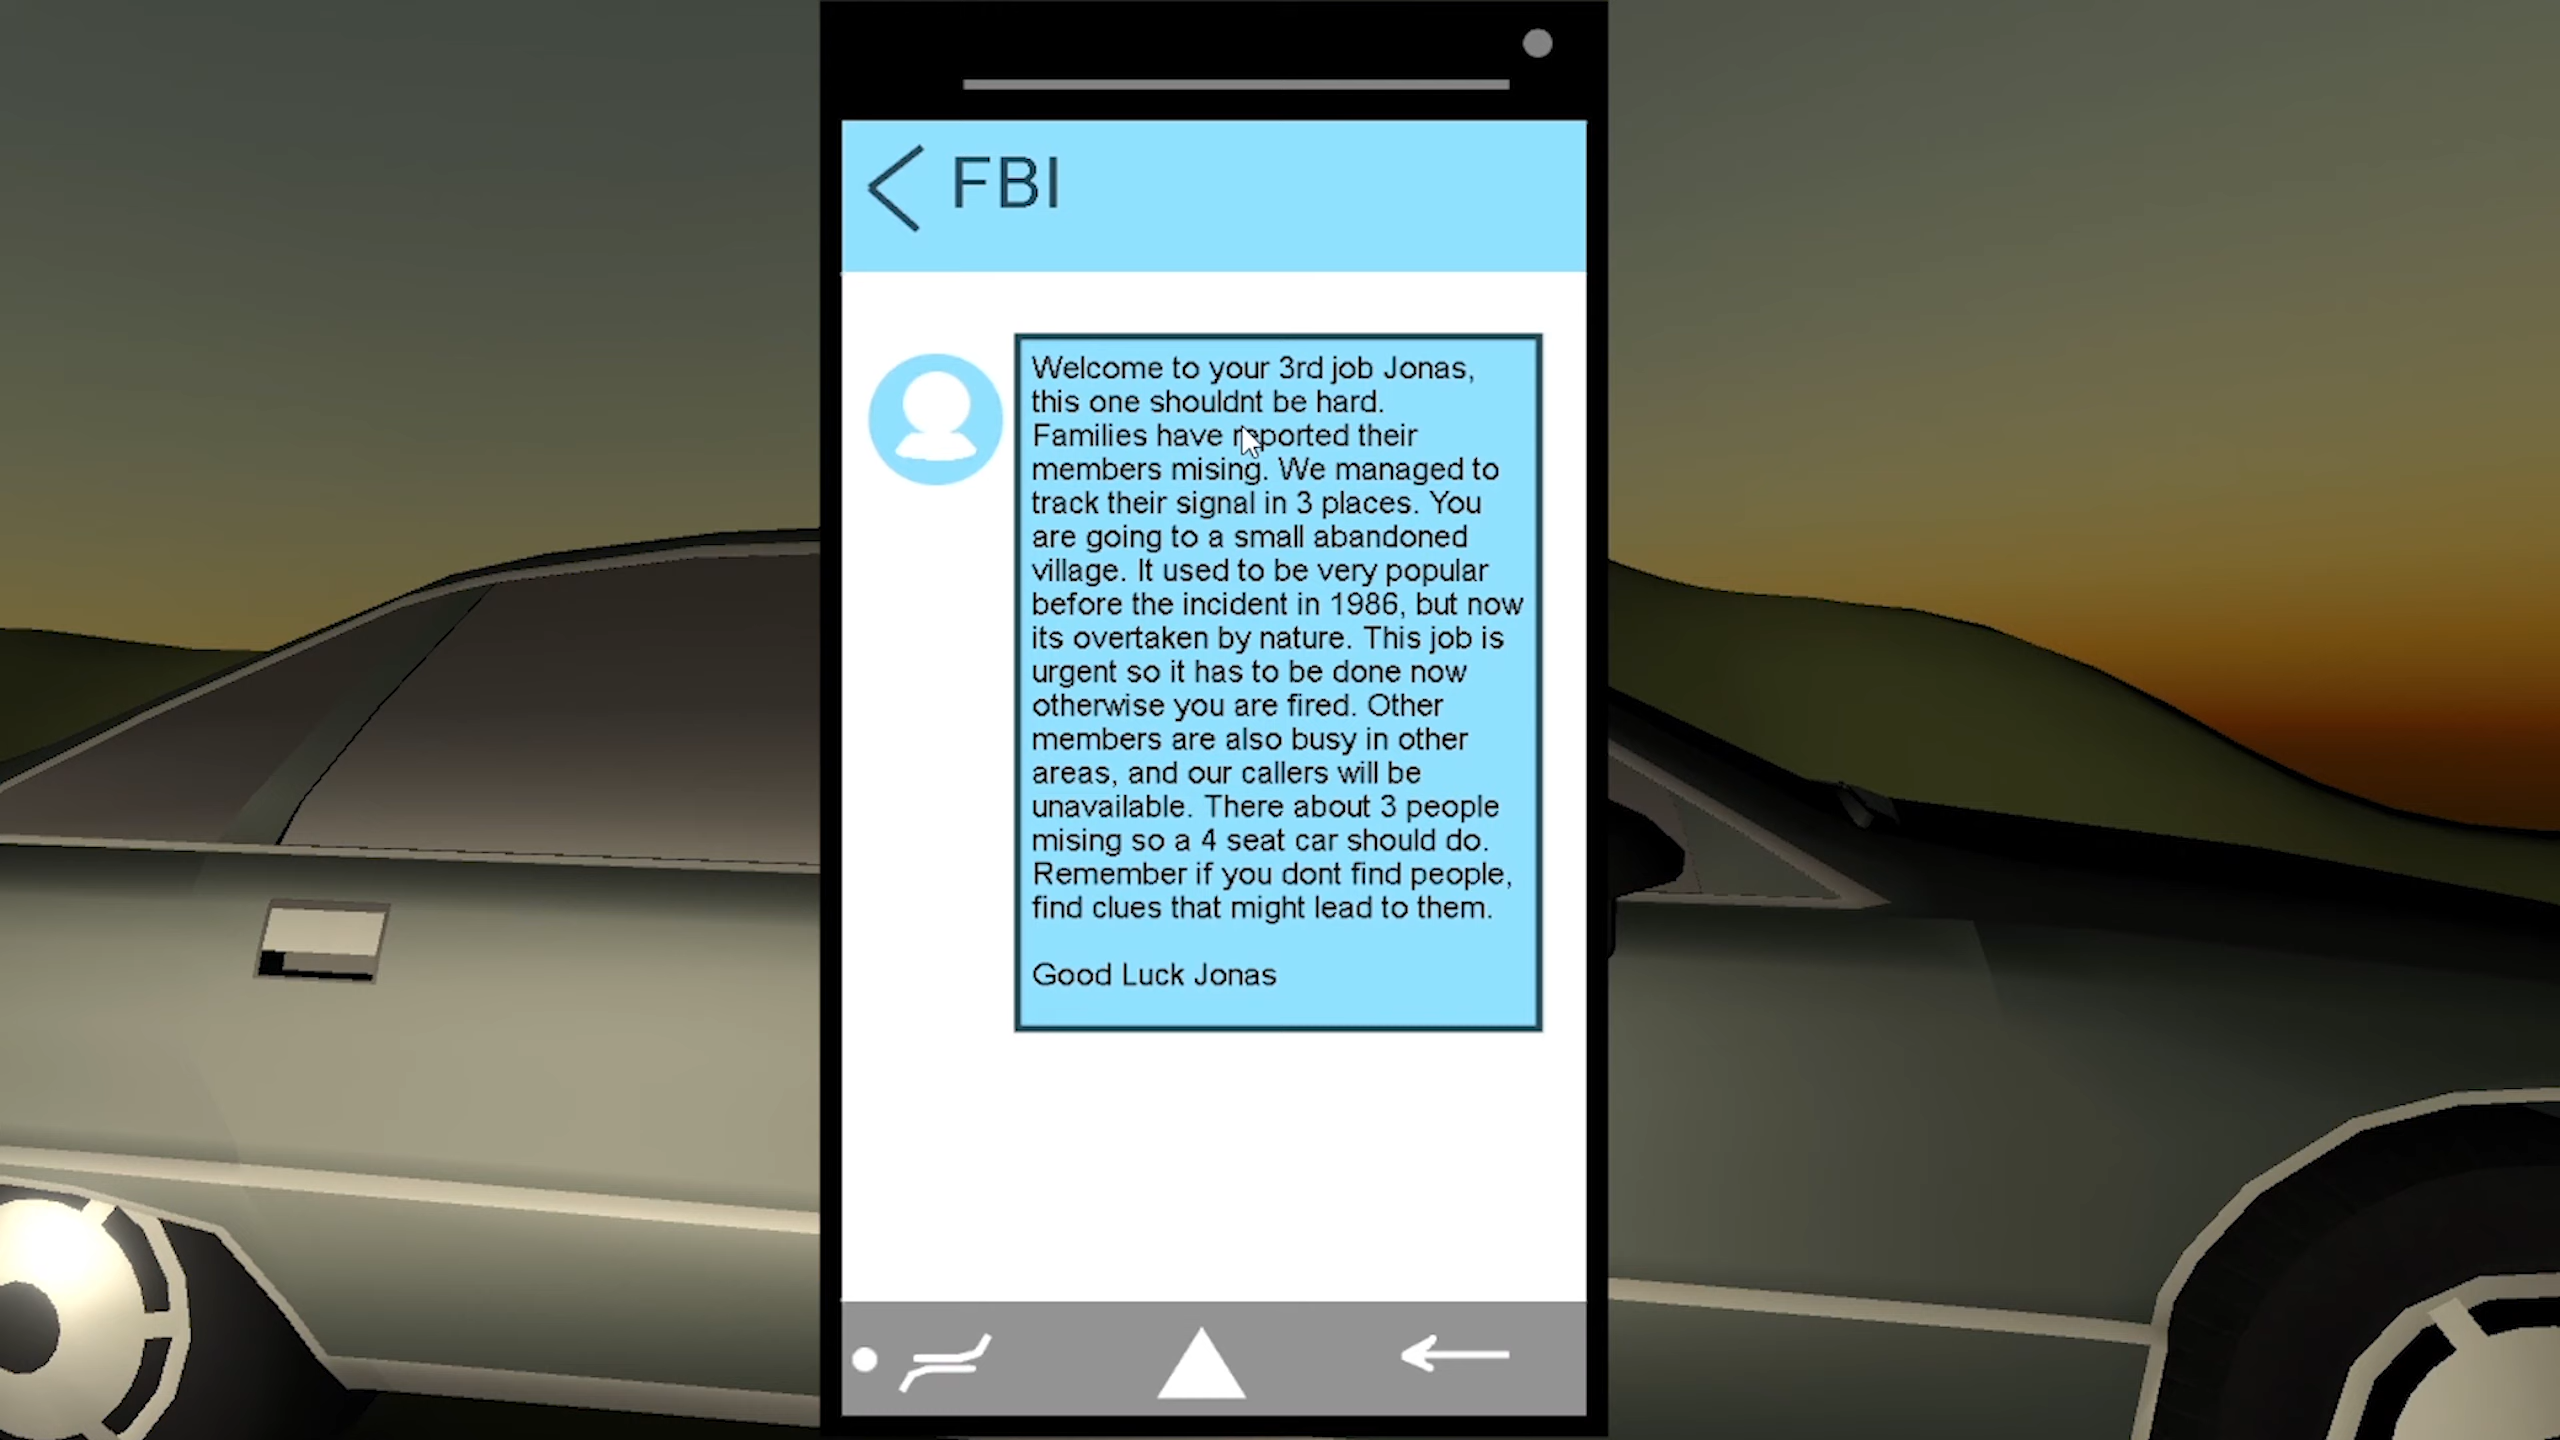 FBI
Welcome to your 3rd job Jonas,
this one shouldnt be hard.
Families have reported their
members mising. We managed to
track their signal in 3 places. You
are going to a small abandoned
village. It used to be very popular
before the incident in 1986, but now
its overtaken by nature. This job is
urgent so it has to be done now
otherwise you are fired. Other
members are also busy in other
areas, and our callers will be
unavailable. There about 3 people
mising so a 4 seat car should do.
Remember if you dont find people,
find clues that might lead to them.
Good Luck Jonas